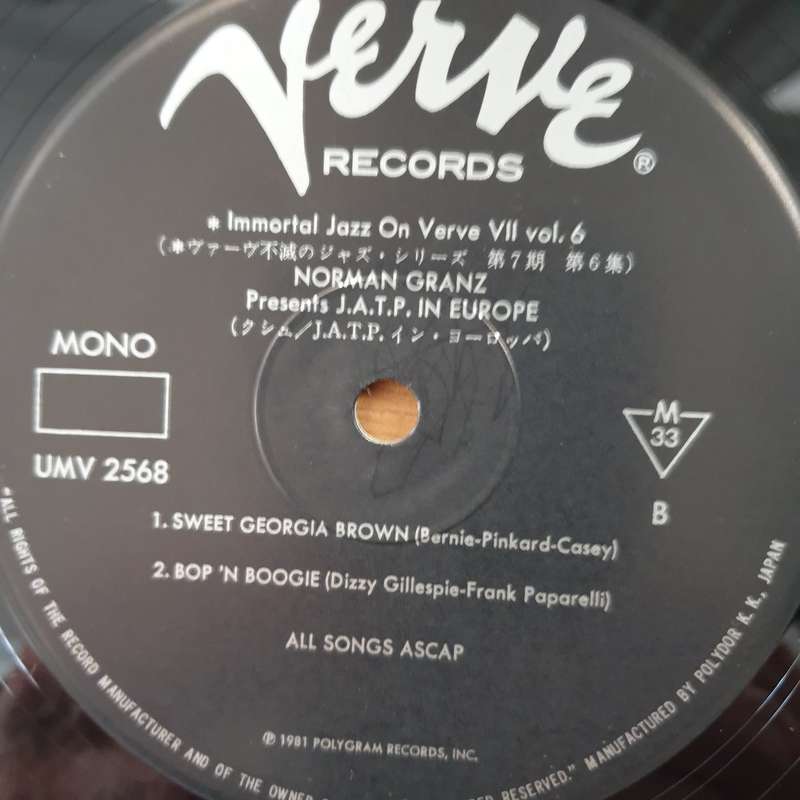 Verve
RECORDS ®
* Immortal Jazz On Verve VII vol. 6
(*ヴァーヴ不滅のジャズ・シリーズ 第7期 第6集)
NORMAN GRANZ
Presents J.A.T.P. IN EUROPE
(クシュ/J.A.T.P. イン・ヨーロッパ)
MONO
UMV 2568
M
33
B
1. SWEET GEORGIA BROWN (Bernie-Pinkard-Casey)
2. BOP 'N BOOGIE (Dizzy Gillespie-Frank Paparelli)
ALL SONGS ASCAP
℗ 1981 POLYGRAM RECORDS, INC.
"ALL RIGHTS OF THE RECORD MANUFACTURER AND OF THE OWNER RESERVED." MANUFACTURED BY POLYDOR K. K., JAPAN